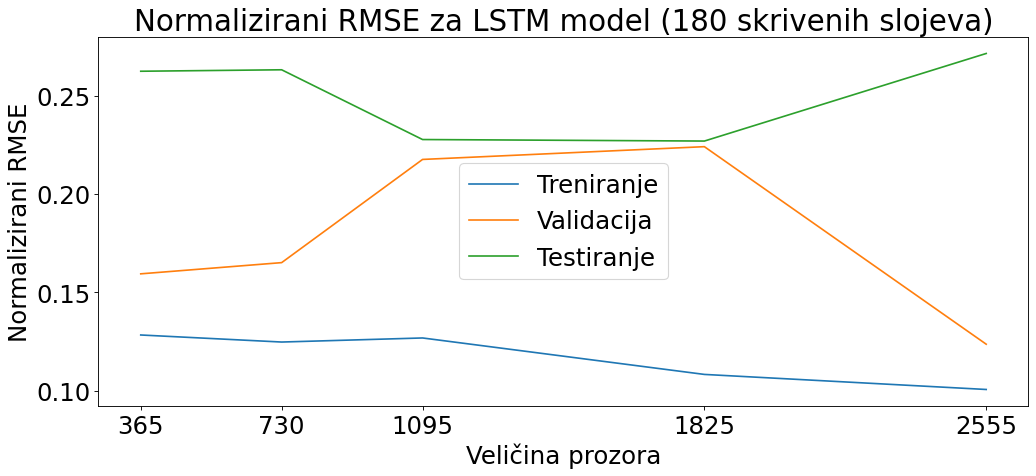 Normalizirani RMSE za LSTM model (180 skrivenih slojeva)
Normalizirani RMSE
0.25
0.20
0.15
0.10
Treniranje
Validacija
Testiranje
365 730 1095 1825 2555
Veličina prozora